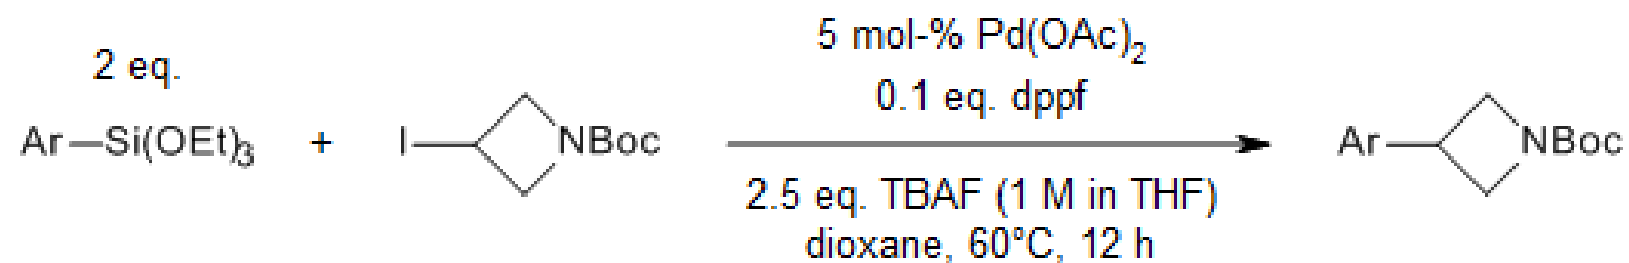 2 eq.
Ar—Si(OEt)₃ + I NBoc
5 mol-% Pd(OAc)₂
0.1 eq. dppf
2.5 eq. TBAF (1 M in THF)
dioxane, 60°C, 12 h
Ar NBoc